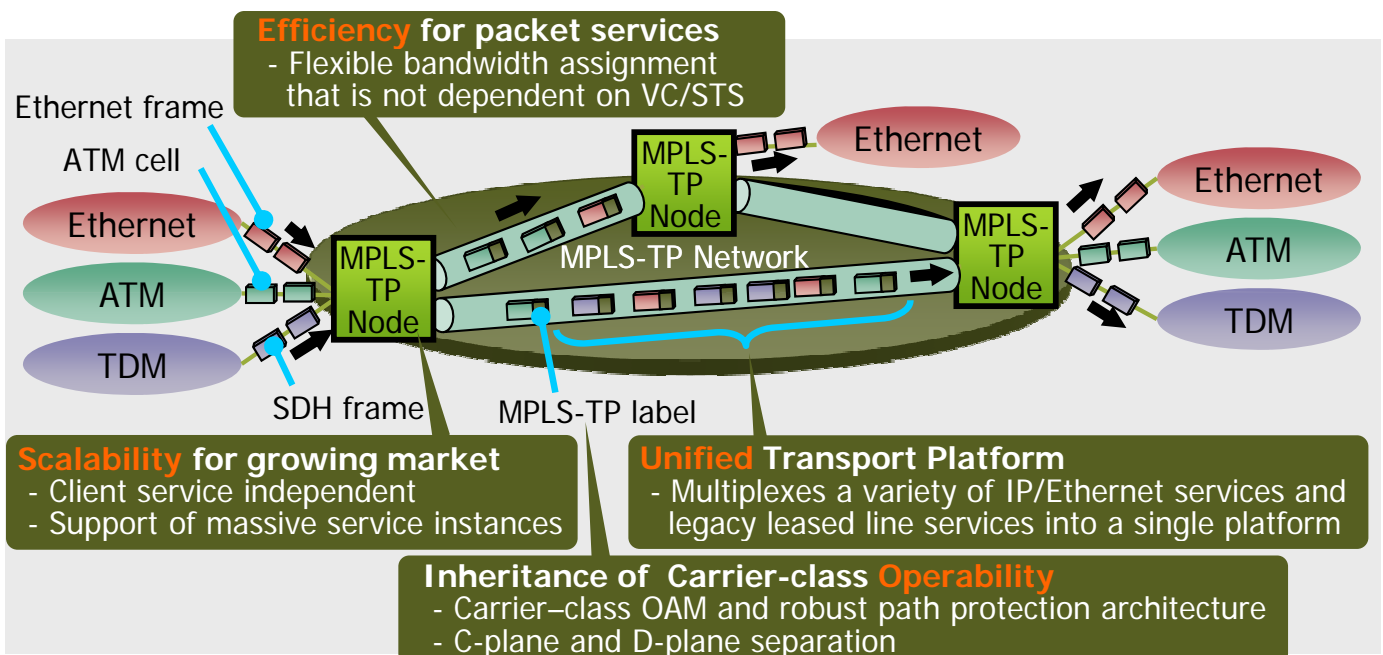 Efficiency for packet services
- Flexible bandwidth assignment
that is not dependent on VC/STS
Ethernet frame
ATM cell
Ethernet
ATM
TDM
SDH frame
MPLS-
TP
Node
MPLS-
TP
Node
Ethernet
MPLS-TP Network
MPLS-
TP
Node
Ethernet
ATM
TDM
MPLS-TP label
Scalability for growing market
- Client service independent
- Support of massive service instances
Unified Transport Platform
- Multiplexes a variety of IP/Ethernet services and
legacy leased line services into a single platform
Inheritance of Carrier-class Operability
- Carrier–class OAM and robust path protection architecture
- C-plane and D-plane separation